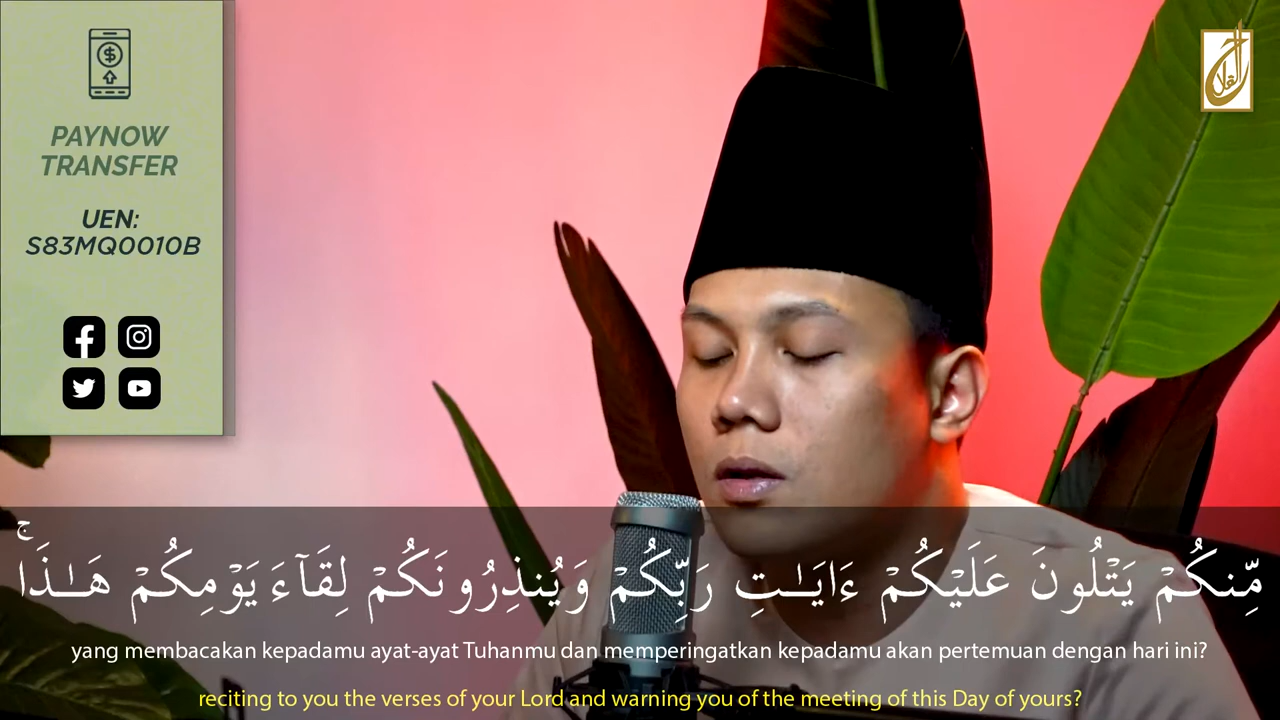 PAYNOW
TRANSFER
UEN:
S83MQ0010B
مِّنكُمْ يَتْلُونَ عَلَيْكُمْ ءَايَـٰتِ رَبِّكُمْ وَيُنذِرُونَكُمْ لِقَآءَ يَوْمِكُمْ هَـٰذَا ۚ
yang membacakan kepadamu ayat-ayat Tuhanmu dan memperingatkan kepadamu akan pertemuan dengan hari ini?
reciting to you the verses of your Lord and warning you of the meeting of this Day of yours?